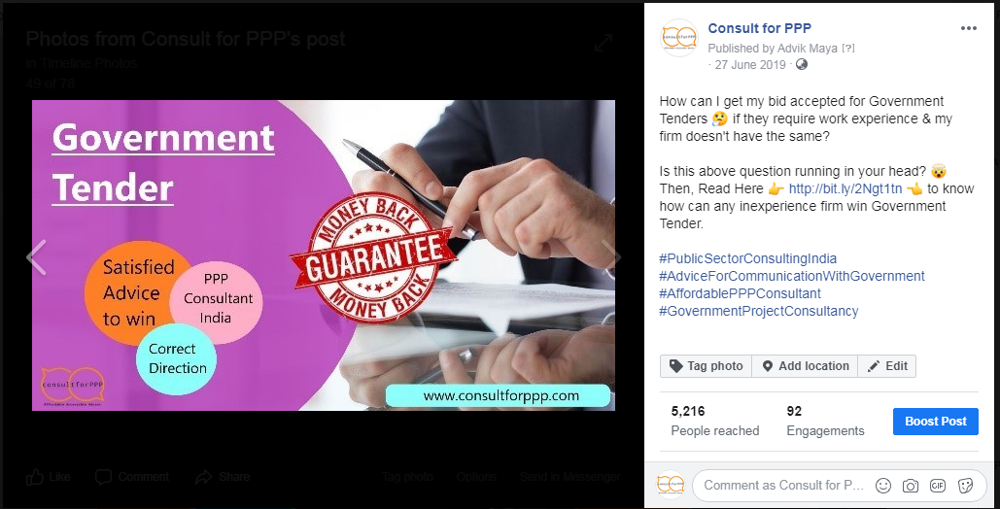 Photos from Consult for PPP's post
in Timeline Photos
49 of 78
Government
Tender
MONEY BACK
GUARANTEE
MONEY BACK
Satisfied
Advice
to win
PPP
Consultant
India
Correct
Direction
consultforPPP
Affordable Accessible Advice
www.consultforppp.com
Like
Comment
Share
Tag photo
Options
Send in Messenger
Consult for PPP
Published by Advik Maya [?]
· 27 June 2019 ·
How can I get my bid accepted for Government
Tenders 🤔 if they require work experience & my
firm doesn't have the same?
Is this above question running in your head? 🤯
Then, Read Here 👉 http://bit.ly/2Ngt1tn 👈 to know
how can any inexperience firm win Government
Tender.
#PublicSectorConsultingIndia
#AdviceForCommunicationWithGovernment
#AffordablePPPConsultant
#GovernmentProjectConsultancy
Tag photo
Add location
Edit
5,216
People reached
92
Engagements
Boost Post
Comment as Consult for P...
GIF